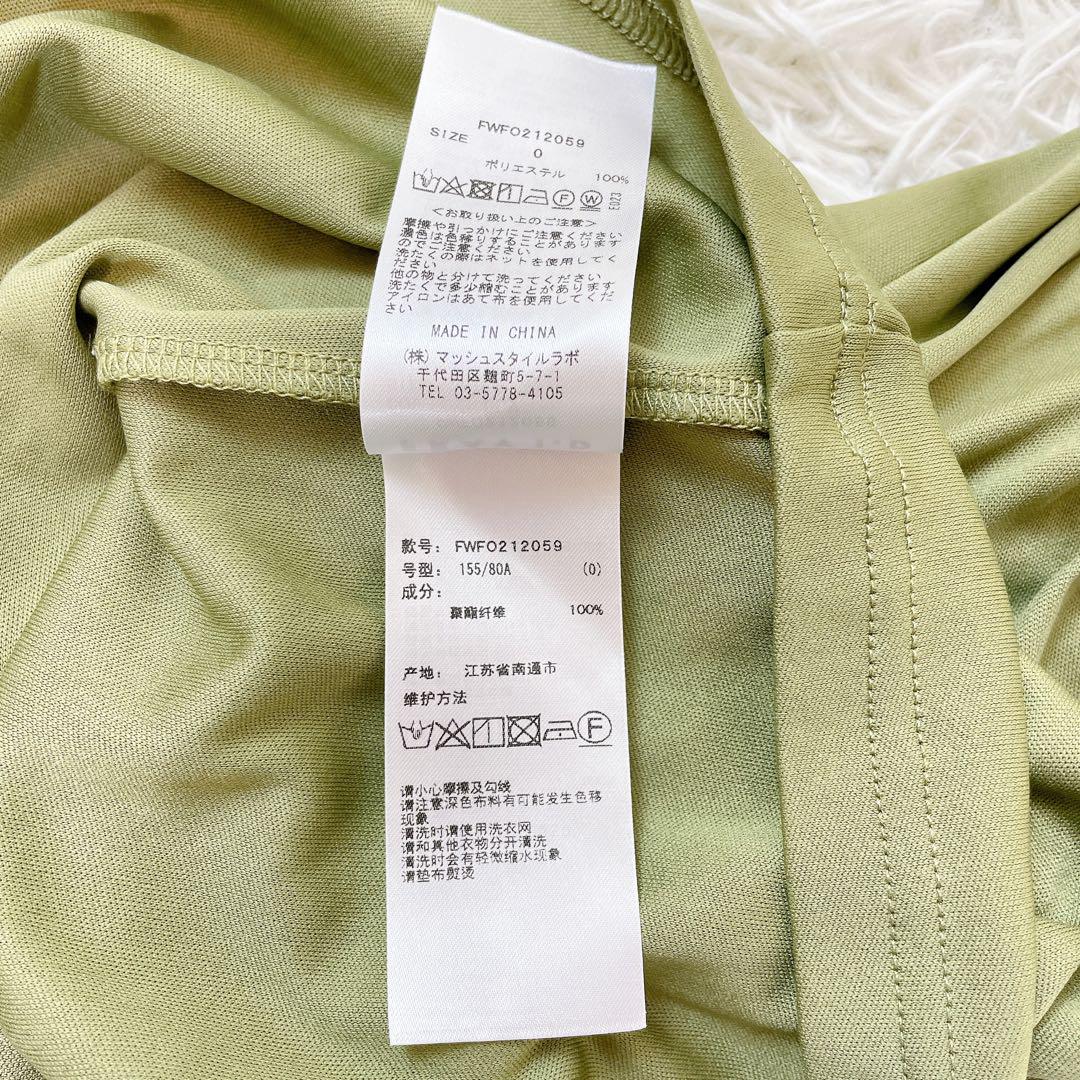 FWFO212059
SIZE 0
ポリエステル 100%
F W E023
<お取り扱い上のご注意>
摩擦や引っかけにご注意ください
濃色は色移りすることがあります
のでご注意ください
洗たくの際はネットを使用してく
ださい
他の物と分けて洗ってください
洗たくで多少縮むことがあります
アイロンはあて布を使用してくだ
さい
MADE IN CHINA
(株) マッシュスタイルラボ
千代田区麹町5-7-1
TEL 03-5778-4105
款号: FWFO212059
号型: 155/80A (0)
成分:
聚酯纤维 100%
产地: 江苏省南通市
维护方法
F
请小心摩擦及勾线
请注意深色布料有可能发生色移
现象
清洗时请使用洗衣网
请和其他衣物分开清洗
清洗时会有轻微缩水现象
请垫布熨烫